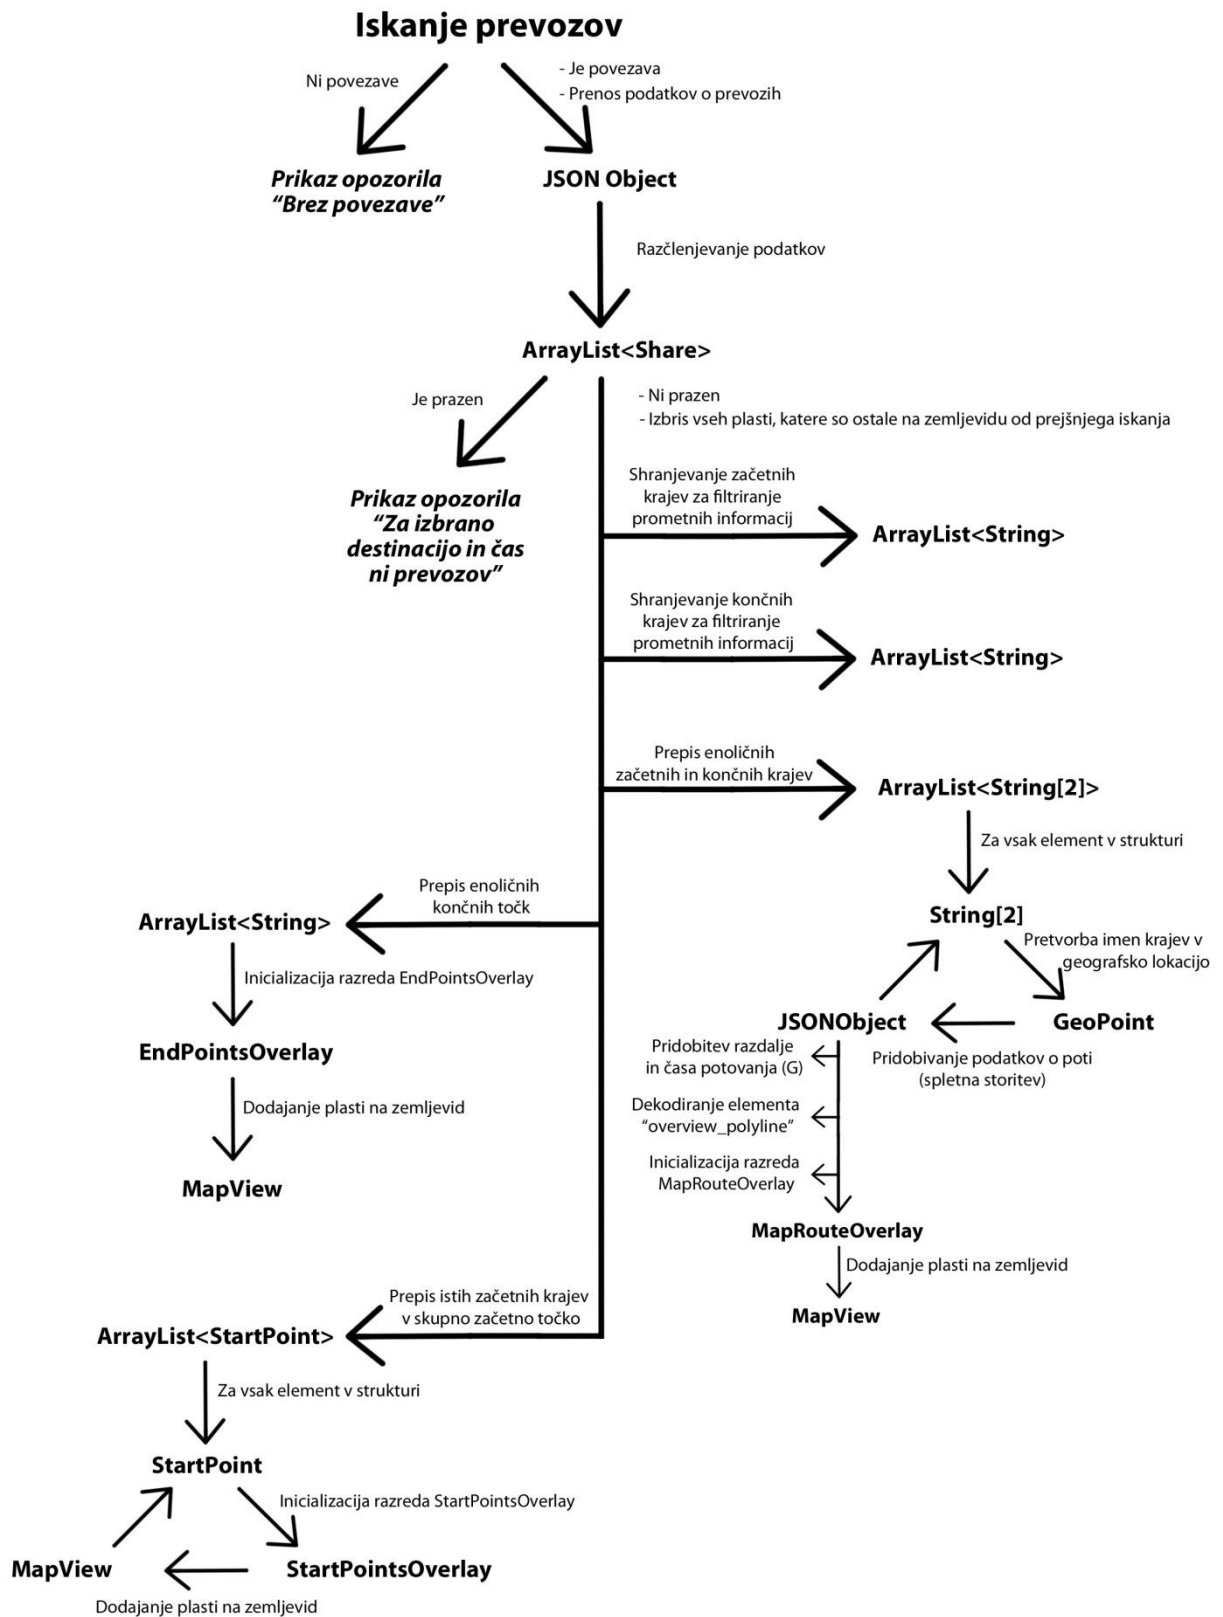 Iskanje prevozov
Ni povezave
- Je povezava
- Prenos podatkov o prevozih
Prikaz opozorila
“Brez povezave”
JSON Object
Razčlenjevanje podatkov
ArrayList<Share>
Je prazen
- Ni prazen
- Izbris vseh plasti, katere so ostale na zemljevidu od prejšnjega iskanja
Prikaz opozorila
“Za izbrano
destinacijo in čas
ni prevozov”
Shranjevanje začetnih
krajev za filtriranje
prometnih informacij
ArrayList<String>
Shranjevanje končnih
krajev za filtriranje
prometnih informacij
ArrayList<String>
Prepis enoličnih
začetnih in končnih krajev
ArrayList<String[2]>
Za vsak element v strukturi
String[2]
Pretvorba imen krajev v
geografsko lokacijo
GeoPoint
Pridobivanje podatkov o poti
(spletna storitev)
JSONObject
Pridobitev razdalje
in časa potovanja (G)
Dekodiranje elementa
“overview_polyline”
Inicializacija razreda
MapRouteOverlay
MapRouteOverlay
Dodajanje plasti na zemljevid
MapView
Prepis enoličnih
končnih točk
ArrayList<String>
Inicializacija razreda EndPointsOverlay
EndPointsOverlay
Dodajanje plasti na zemljevid
MapView
Prepis istih začetnih krajev
v skupno začetno točko
ArrayList<StartPoint>
Za vsak element v strukturi
StartPoint
Inicializacija razreda StartPointsOverlay
StartPointsOverlay
MapView
Dodajanje plasti na zemljevid